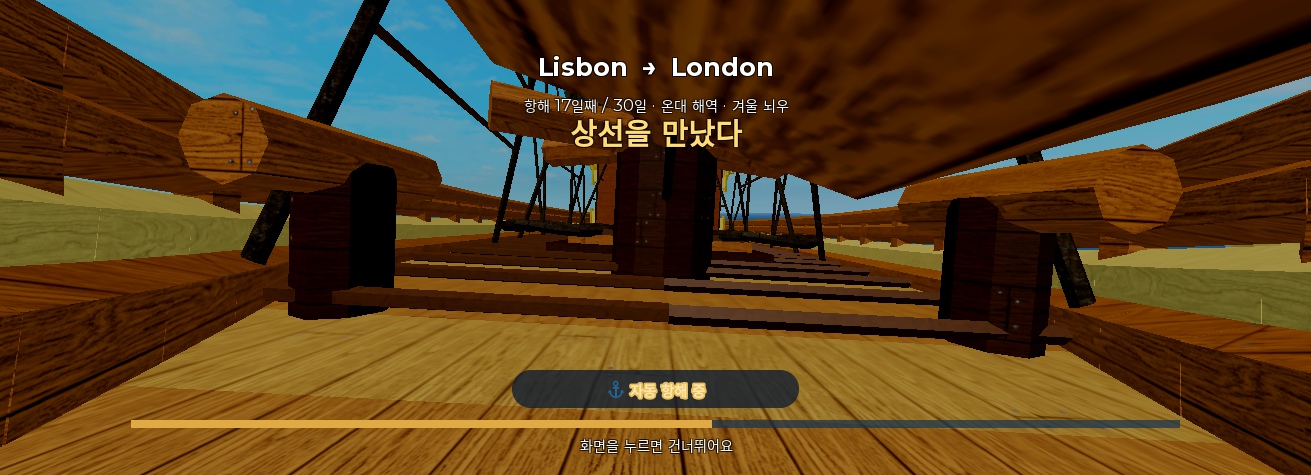 Lisbon → London
항해 17일째 / 30일 · 온대 해역 · 겨울 뇌우
상선을 만났다
⚓ 자동 항해 중
화면을 누르면 건너뛰어요